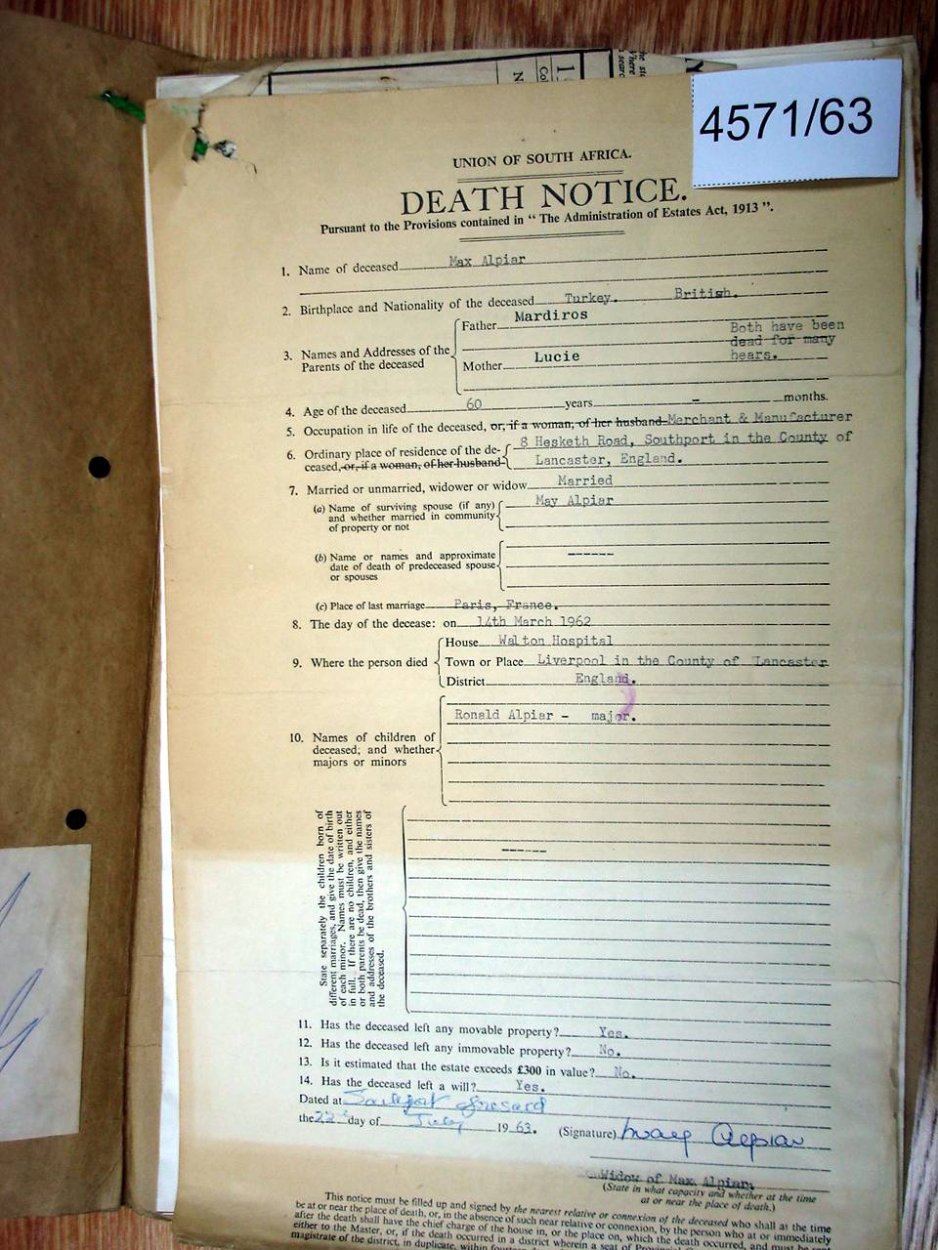 4571/63
UNION OF SOUTH AFRICA.
DEATH NOTICE.
Pursuant to the Provisions contained in “ The Administration of Estates Act, 1913 ”.
1. Name of deceased Max Alpiar
2. Birthplace and Nationality of the deceased Turkey. British.
3. Names and Addresses of the Parents of the deceased
Father Mardiros
Mother Lucie
Both have been
dead for many
bears.
4. Age of the deceased 60 years - months.
5. Occupation in life of the deceased, or, if a woman, of her husband Merchant & Manufacturer
6. Ordinary place of residence of the de- 8 Hesketh Road, Southport in the County of
ceased, or, if a woman, of her husband Lancaster, England.
7. Married or unmarried, widower or widow Married
(a) Name of surviving spouse (if any) May Alpiar
and whether married in community
of property or not
(b) Name or names and approximate ------
date of death of predeceased spouse
or spouses
(c) Place of last marriage Paris, France.
8. The day of the decease: on 14th March 1962
9. Where the person died
House Walton Hospital
Town or Place Liverpool in the County of Lancaster
District England.
Ronald Alpiar - major.
10. Names of children of
deceased; and whether
majors or minors
State separately the children born of
different marriages, and give the date of birth
of each minor. Names must be written out
in full. If there are no children, and either
or both parents be dead, then give the names
and addresses of the brothers and sisters of
the deceased.
------
11. Has the deceased left any movable property? Yes.
12. Has the deceased left any immovable property? No.
13. Is it estimated that the estate exceeds £300 in value? No.
14. Has the deceased left a will? Yes.
Dated at Southport
the 22nd day of July 1963. (Signature) May Alpiar
Widow of Max. Alpiar.
(State in what capacity and whether at the time
at or near the place of death.)
This notice must be filled up and signed by the nearest relative or connexion of the deceased who shall at the time
be at or near the place of death, or, in the absence of such near relative or connexion, by the person who at or immediately
after the death shall have the chief charge of the house in, or the place on, which the death occurred, and must be
either to the Master, or, if the death occurred in a district wherein a seat of
magistrate of the district, in duplicate, within